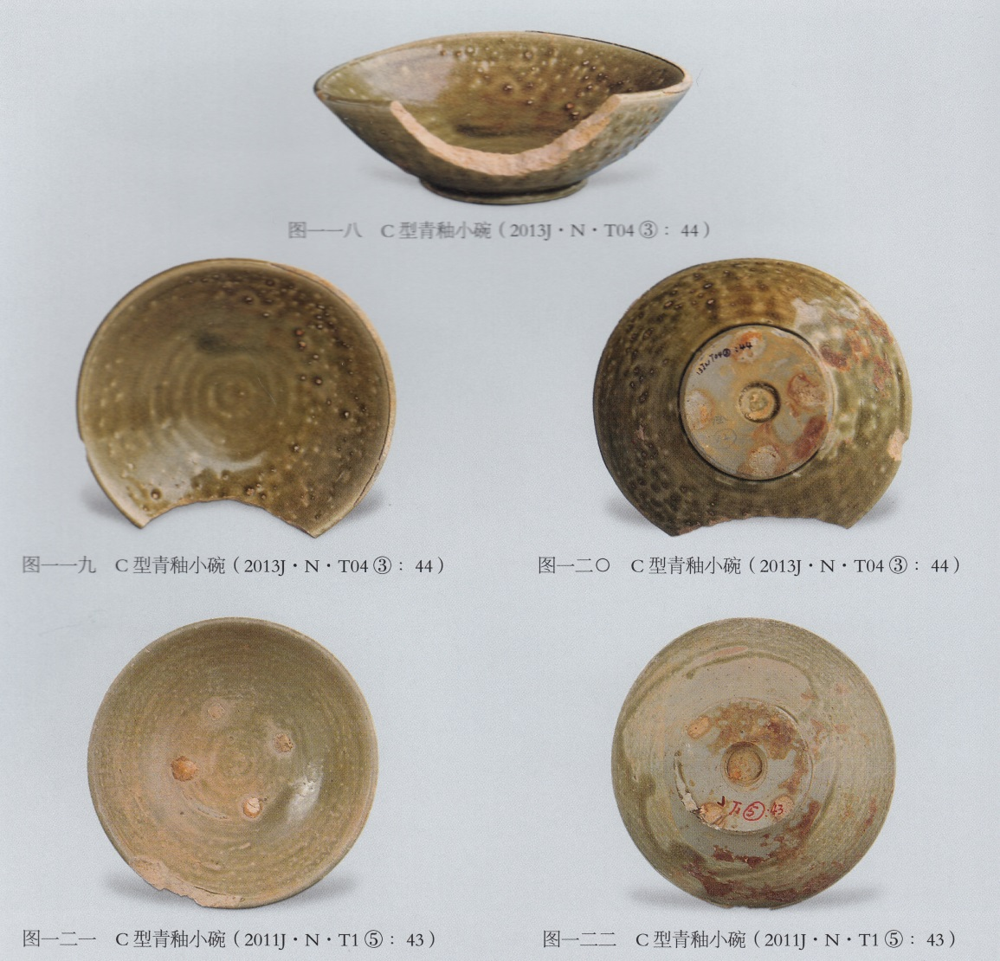 图一一八 C 型青釉小碗（2013J·N·T04 ③：44）
图一一九 C 型青釉小碗（2013J·N·T04 ③：44）
图一二〇 C 型青釉小碗（2013J·N·T04 ③：44）
图一二一 C 型青釉小碗（2011J·N·T1 ⑤：43）
T1⑤:43
图一二二 C 型青釉小碗（2011J·N·T1 ⑤：43）